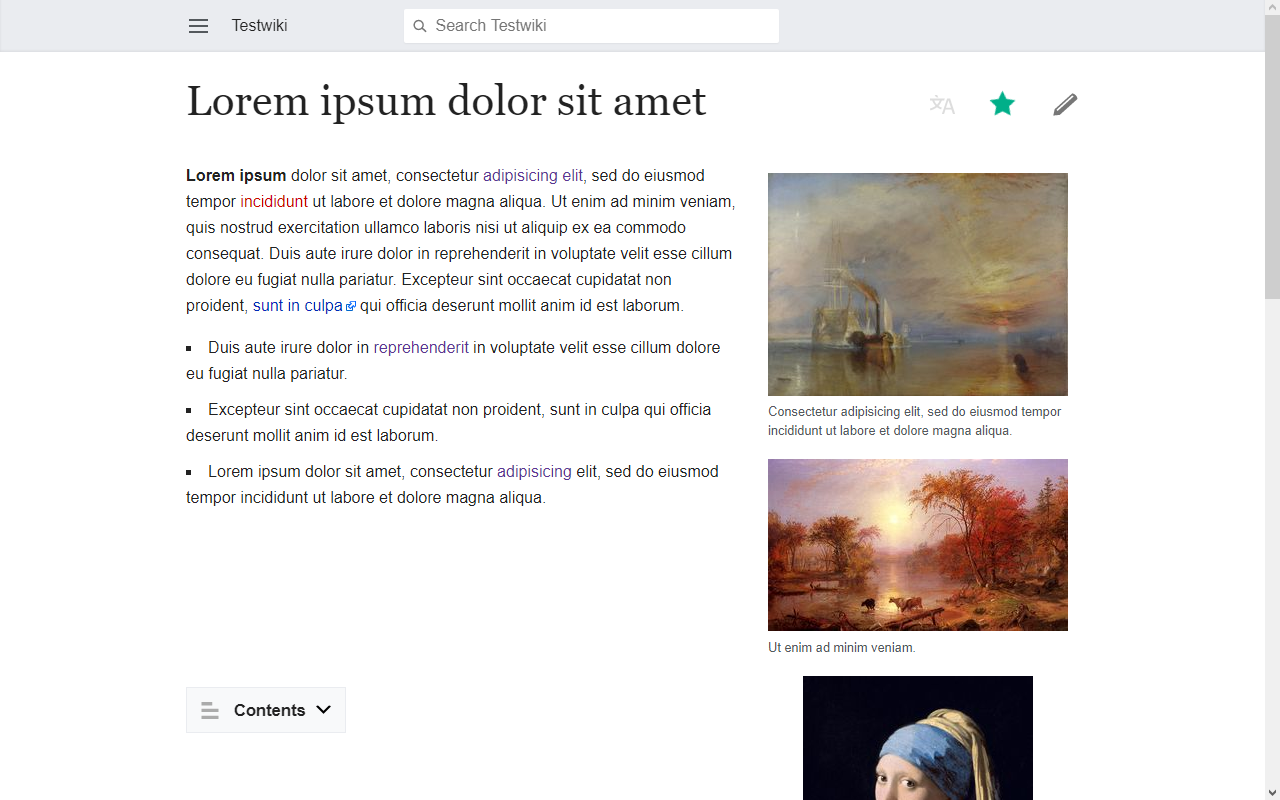 Testwiki
Search Testwiki
Lorem ipsum dolor sit amet
Lorem ipsum dolor sit amet, consectetur adipisicing elit, sed do eiusmod
tempor incididunt ut labore et dolore magna aliqua. Ut enim ad minim veniam,
quis nostrud exercitation ullamco laboris nisi ut aliquip ex ea commodo
consequat. Duis aute irure dolor in reprehenderit in voluptate velit esse cillum
dolore eu fugiat nulla pariatur. Excepteur sint occaecat cupidatat non
proident, sunt in culpa qui officia deserunt mollit anim id est laborum.
Duis aute irure dolor in reprehenderit in voluptate velit esse cillum dolore
eu fugiat nulla pariatur.
Excepteur sint occaecat cupidatat non proident, sunt in culpa qui officia
deserunt mollit anim id est laborum.
Lorem ipsum dolor sit amet, consectetur adipisicing elit, sed do eiusmod
tempor incididunt ut labore et dolore magna aliqua.
Contents
Consectetur adipisicing elit, sed do eiusmod tempor
incididunt ut labore et dolore magna aliqua.
Ut enim ad minim veniam.